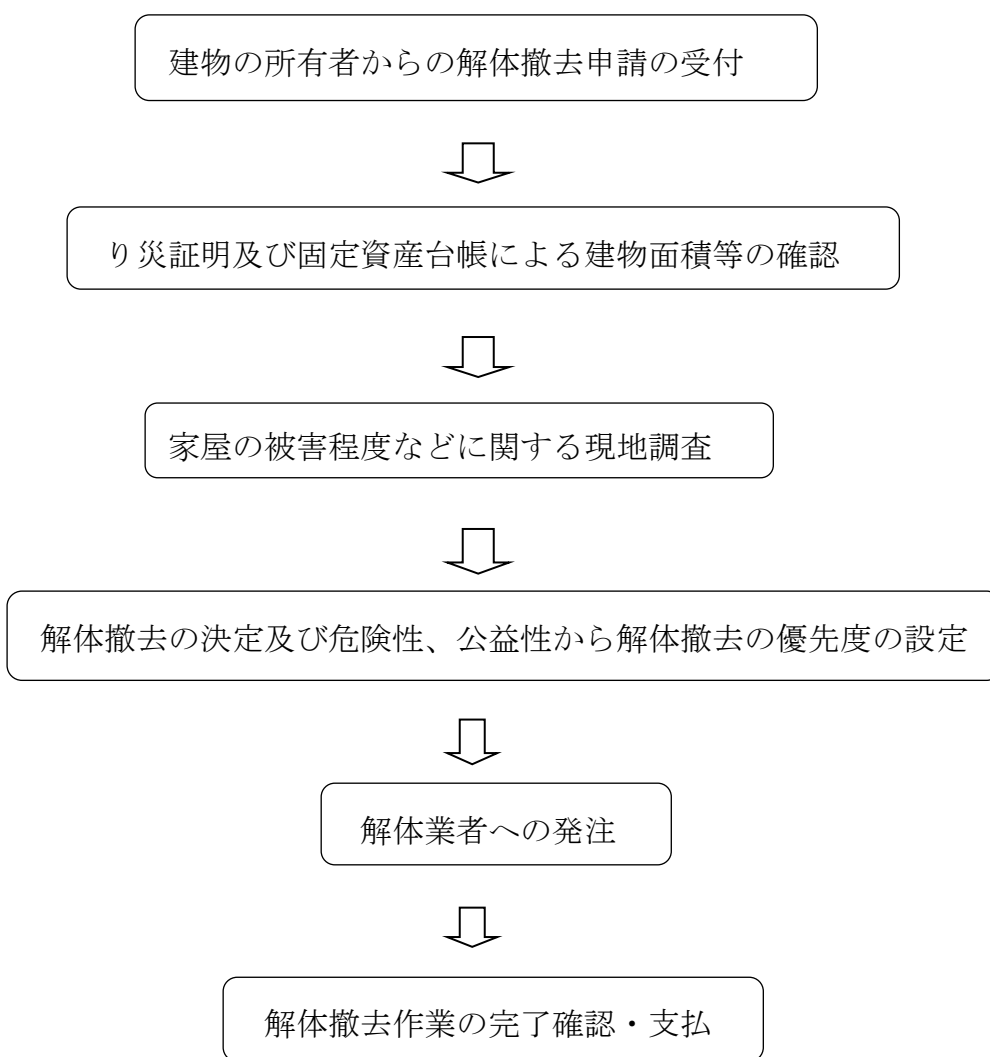 建物の所有者からの解体撤去申請の受付
り災証明及び固定資産台帳による建物面積等の確認
家屋の被害程度などに関する現地調査
解体撤去の決定及び危険性、公益性から解体撤去の優先度の設定
解体業者への発注
解体撤去作業の完了確認・支払